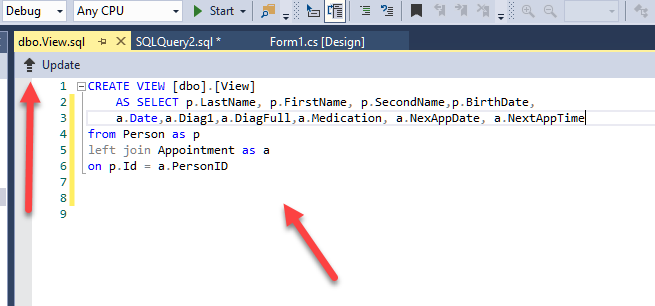 Debug Any CPU Start
dbo.View.sql SQLQuery2.sql * Form1.cs [Design]
Update
1 CREATE VIEW [dbo].[View]
2 AS SELECT p.LastName, p.FirstName, p.SecondName,p.BirthDate,
3 a.Date,a.Diag1,a.DiagFull,a.Medication, a.NexAppDate, a.NextAppTime
4 from Person as p
5 left join Appointment as a
6 on p.Id = a.PersonID
7
8
9